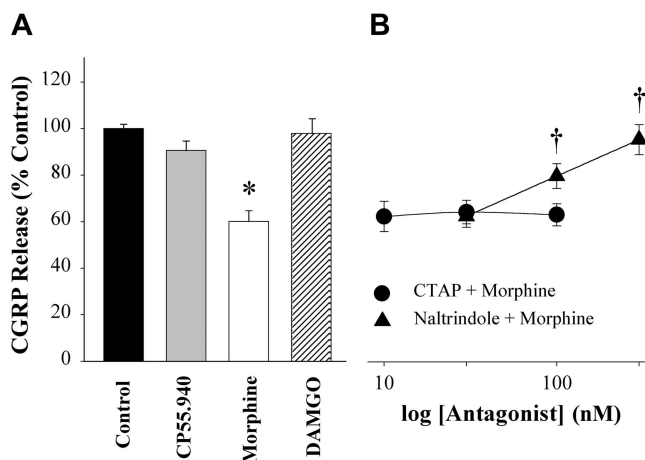 A
B
CGRP Release (% Control)
120
100
80
60
40
20
0
*
†
†
CTAP + Morphine
Naltrindole + Morphine
Control
CP55.940
Morphine
DAMGO
10
100
log [Antagonist] (nM)